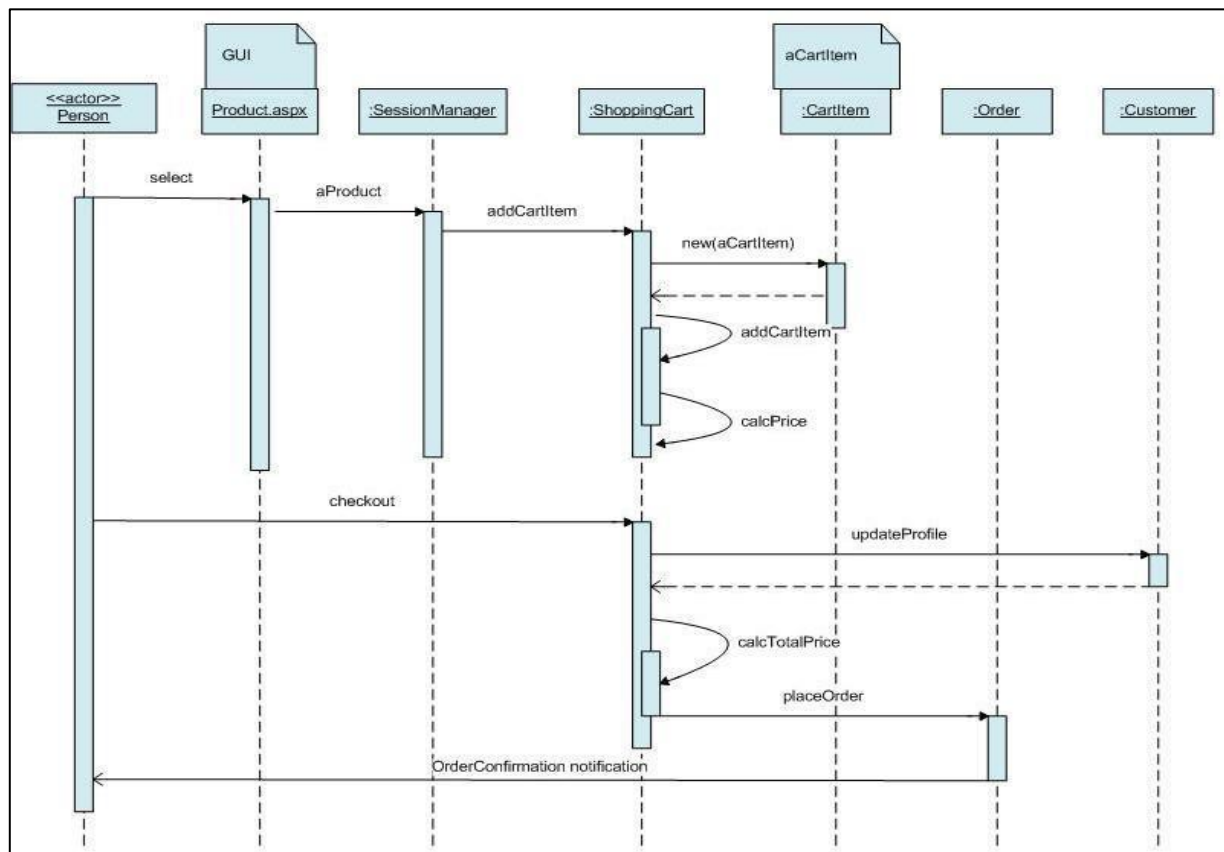 GUI
aCartItem
<<actor>>
Person
Product.aspx
:SessionManager
:ShoppingCart
:CartItem
:Order
:Customer
select
aProduct
addCartItem
new(aCartItem)
addCartItem
calcPrice
checkout
updateProfile
calcTotalPrice
placeOrder
OrderConfirmation notification